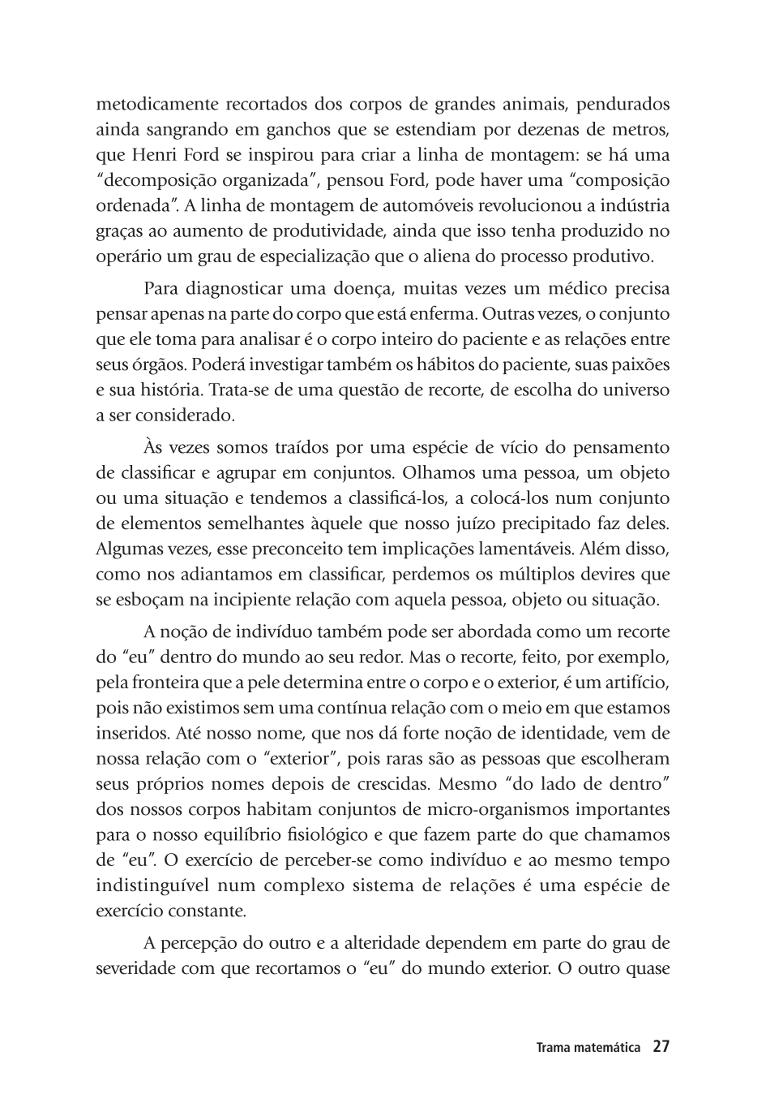 metodicamente recortados dos corpos de grandes animais, pendurados
ainda sangrando em ganchos que se estendiam por dezenas de metros,
que Henri Ford se inspirou para criar a linha de montagem: se há uma
“decomposição organizada”, pensou Ford, pode haver uma “composição
ordenada”. A linha de montagem de automóveis revolucionou a indústria
graças ao aumento de produtividade, ainda que isso tenha produzido no
operário um grau de especialização que o aliena do processo produtivo.
Para diagnosticar uma doença, muitas vezes um médico precisa
pensar apenas na parte do corpo que está enferma. Outras vezes, o conjunto
que ele toma para analisar é o corpo inteiro do paciente e as relações entre
seus órgãos. Poderá investigar também os hábitos do paciente, suas paixões
e sua história. Trata-se de uma questão de recorte, de escolha do universo
a ser considerado.
Às vezes somos traídos por uma espécie de vício do pensamento
de classificar e agrupar em conjuntos. Olhamos uma pessoa, um objeto
ou uma situação e tendemos a classificá-los, a colocá-los num conjunto
de elementos semelhantes àquele que nosso juízo precipitado faz deles.
Algumas vezes, esse preconceito tem implicações lamentáveis. Além disso,
como nos adiantamos em classificar, perdemos os múltiplos devires que
se esboçam na incipiente relação com aquela pessoa, objeto ou situação.
A noção de indivíduo também pode ser abordada como um recorte
do “eu” dentro do mundo ao seu redor. Mas o recorte, feito, por exemplo,
pela fronteira que a pele determina entre o corpo e o exterior, é um artifício,
pois não existimos sem uma contínua relação com o meio em que estamos
inseridos. Até nosso nome, que nos dá forte noção de identidade, vem de
nossa relação com o “exterior”, pois raras são as pessoas que escolheram
seus próprios nomes depois de crescidas. Mesmo “do lado de dentro”
dos nossos corpos habitam conjuntos de micro-organismos importantes
para o nosso equilíbrio fisiológico e que fazem parte do que chamamos
de “eu”. O exercício de perceber-se como indivíduo e ao mesmo tempo
indistinguível num complexo sistema de relações é uma espécie de
exercício constante.
A percepção do outro e a alteridade dependem em parte do grau de
severidade com que recortamos o “eu” do mundo exterior. O outro quase
Trama matemática 27